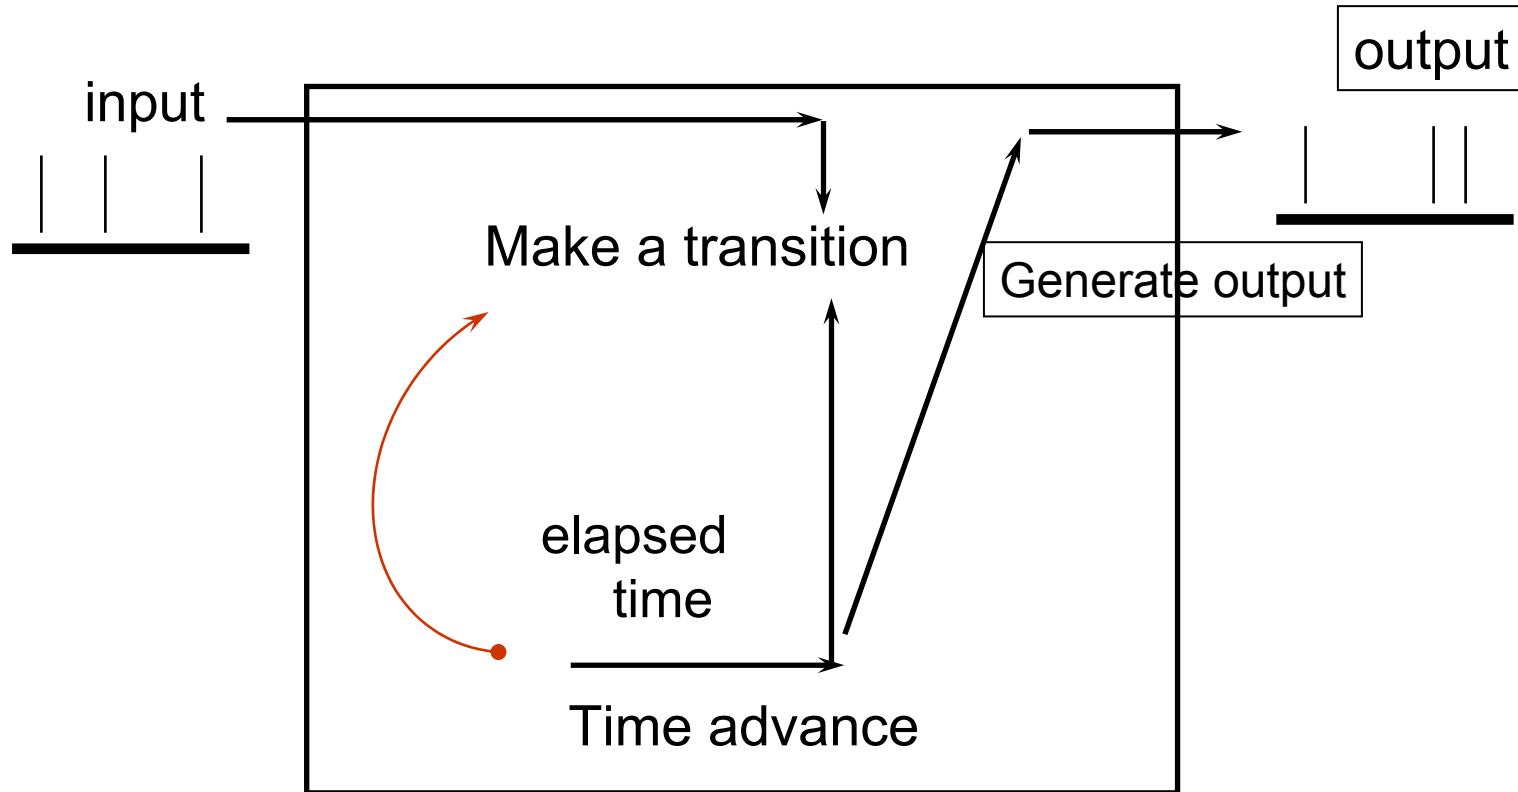 output
input
Make a transition
Generate output
elapsed
time
Time advance